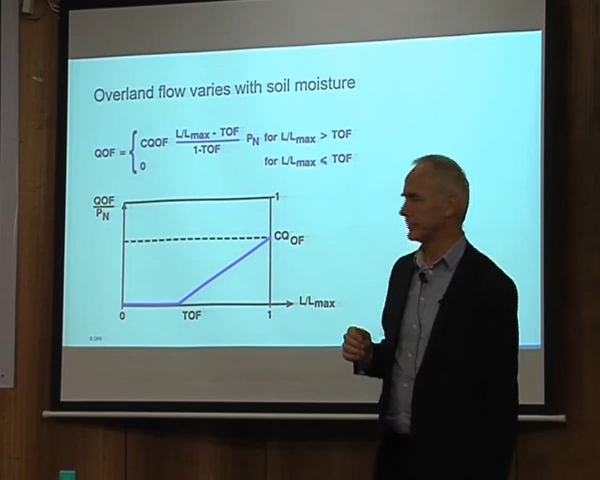 Overland flow varies with soil moisture
QOF = { CQOF L/Lmax - TOF / 1-TOF PN for L/Lmax > TOF
0 for L/Lmax ⩽ TOF
QOF
PN
1
CQOF
0 TOF 1 L/Lmax
© DHI